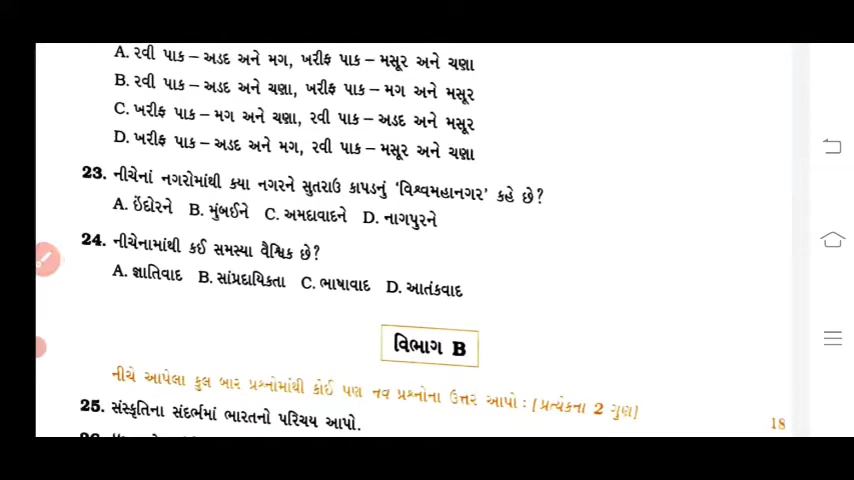 A. રવી પાક – અડદ અને મગ, ખરીફ પાક – મસૂર અને ચણા
B. રવી પાક – અડદ અને ચણા, ખરીફ પાક – મગ અને મસૂર
C. ખરીફ પાક – મગ અને ચણા, રવી પાક – અડદ અને મસૂર
D. ખરીફ પાક – અડદ અને મગ, રવી પાક – મસૂર અને ચણા
23. નીચેનાં નગરોમાંથી કયા નગરને સુતરાઉ કાપડનું 'વિશ્વમહાનગર' કહે છે?
A. ઇંદોરને B. મુંબઈને C. અમદાવાદને D. નાગપુરને
24. નીચેનામાંથી કઈ સમસ્યા વૈશ્વિક છે?
A. જ્ઞાતિવાદ B. સાંપ્રદાયિકતા C. ભાષાવાદ D. આતંકવાદ
વિભાગ B
નીચે આપેલા કુલ બાર પ્રશ્નોમાંથી કોઈ પણ નવ પ્રશ્નોના ઉત્તર આપો : [પ્રત્યેકના 2 ગુણ]
18
25. સંસ્કૃતિના સંદર્ભમાં ભારતનો પરિચય આપો.